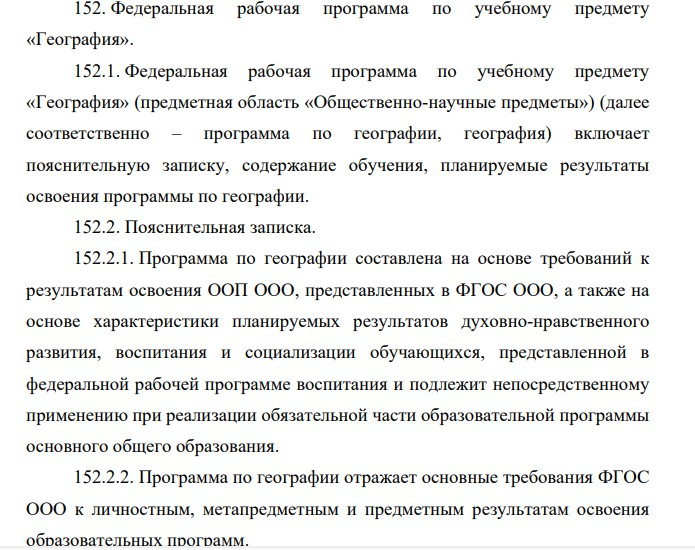 152. Федеральная рабочая программа по учебному предмету
«География».
152.1. Федеральная рабочая программа по учебному предмету
«География» (предметная область «Общественно-научные предметы») (далее
соответственно – программа по географии, география) включает
пояснительную записку, содержание обучения, планируемые результаты
освоения программы по географии.
152.2. Пояснительная записка.
152.2.1. Программа по географии составлена на основе требований к
результатам освоения ООП ООО, представленных в ФГОС ООО, а также на
основе характеристики планируемых результатов духовно-нравственного
развития, воспитания и социализации обучающихся, представленной в
федеральной рабочей программе воспитания и подлежит непосредственному
применению при реализации обязательной части образовательной программы
основного общего образования.
152.2.2. Программа по географии отражает основные требования ФГОС
ООО к личностным, метапредметным и предметным результатам освоения
образовательных программ.